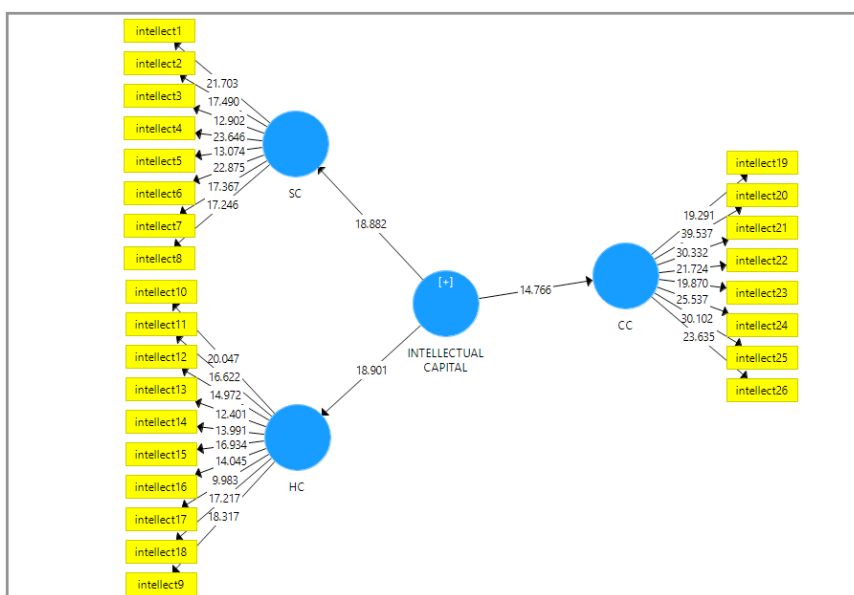 intellect1
intellect2
intellect3
intellect4
intellect5
intellect6
intellect7
intellect8
21.703
17.490
12.902
23.646
13.074
22.875
17.367
17.246
SC
18.882
intellect10
intellect11
intellect12
intellect13
intellect14
intellect15
intellect16
intellect17
intellect18
intellect9
20.047
16.622
14.972
12.401
13.991
16.934
14.045
9.983
17.217
18.317
HC
18.901
[+]
INTELLECTUAL
CAPITAL
14.766
CC
19.291
39.537
30.332
21.724
19.870
25.537
30.102
23.635
intellect19
intellect20
intellect21
intellect22
intellect23
intellect24
intellect25
intellect26